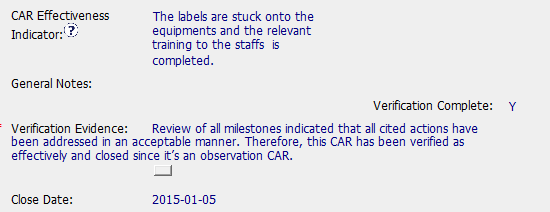 CAR Effectiveness Indicator:? The labels are stuck onto the
equipments and the relevant
training to the staffs is
completed.
General Notes:
Verification Complete: Y
* Verification Evidence: Review of all milestones indicated that all cited actions have
been addressed in an acceptable manner. Therefore, this CAR has been verified as
effectively and closed since it's an observation CAR.
Close Date: 2015-01-05